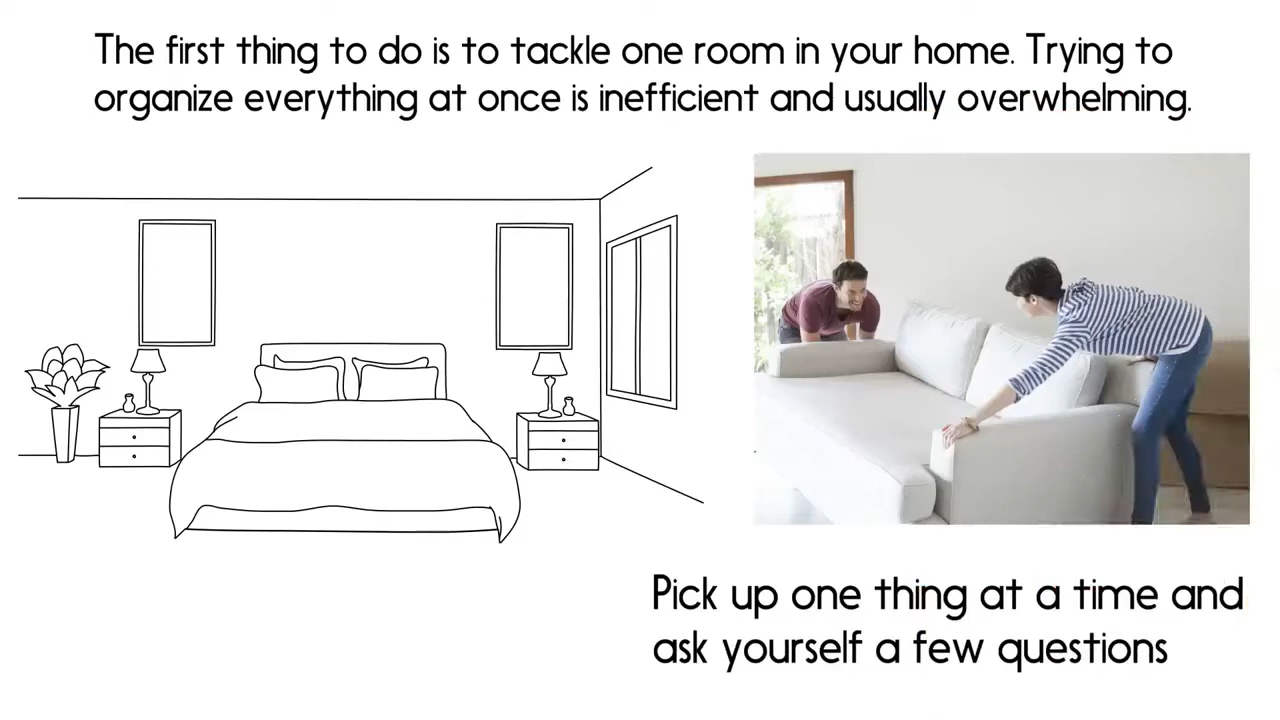 The first thing to do is to tackle one room in your home. Trying to
organize everything at once is inefficient and usually overwhelming.
Pick up one thing at a time and
ask yourself a few questions